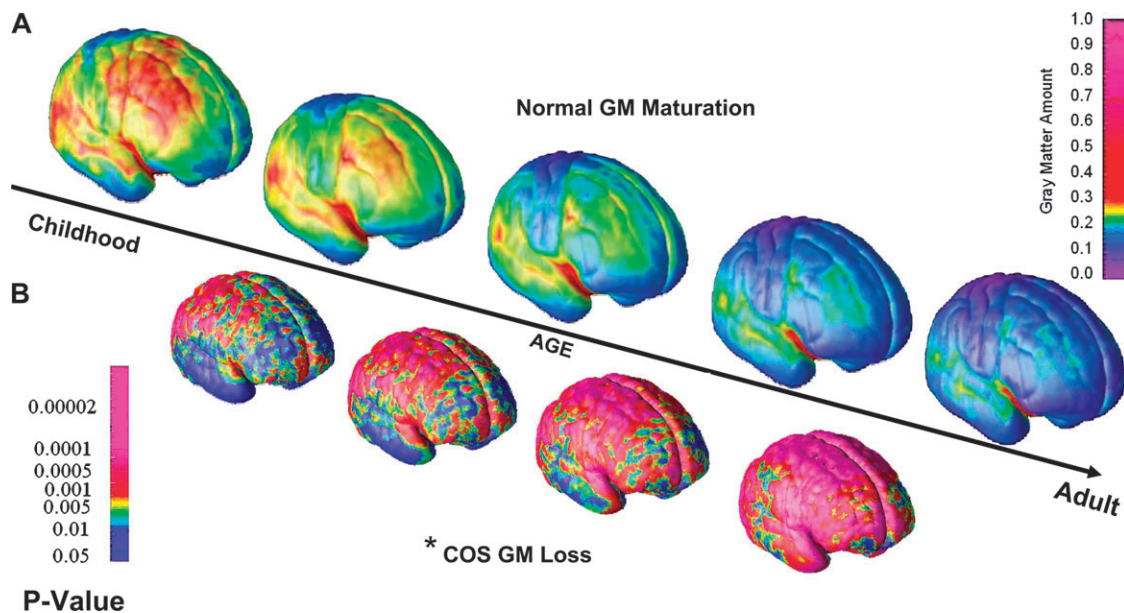 A
Normal GM Maturation
1.0
0.9
0.8
0.7
0.6
0.5
0.4
0.3
0.2
0.1
0.0
Gray Matter Amount
Childhood
B
AGE
0.00002
0.0001
0.0005
0.001
0.005
0.01
0.05
Adult
* COS GM Loss
P-Value